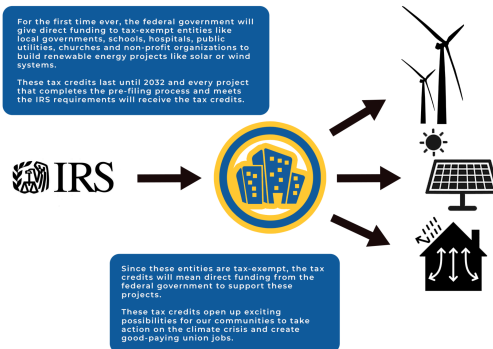 For the first time ever, the federal government will
give direct funding to tax-exempt entities like
local governments, schools, hospitals, public
utilities, churches and non-profit organizations to
build renewable energy projects like solar or wind
systems.
These tax credits last until 2032 and every project
that completes the pre-filing process and meets
the IRS requirements will receive the tax credits.
IRS
Since these entities are tax-exempt, the tax
credits will mean direct funding from the
federal government to support these
projects.
These tax credits open up exciting
possibilities for our communities to take
action on the climate crisis and create
good-paying union jobs.